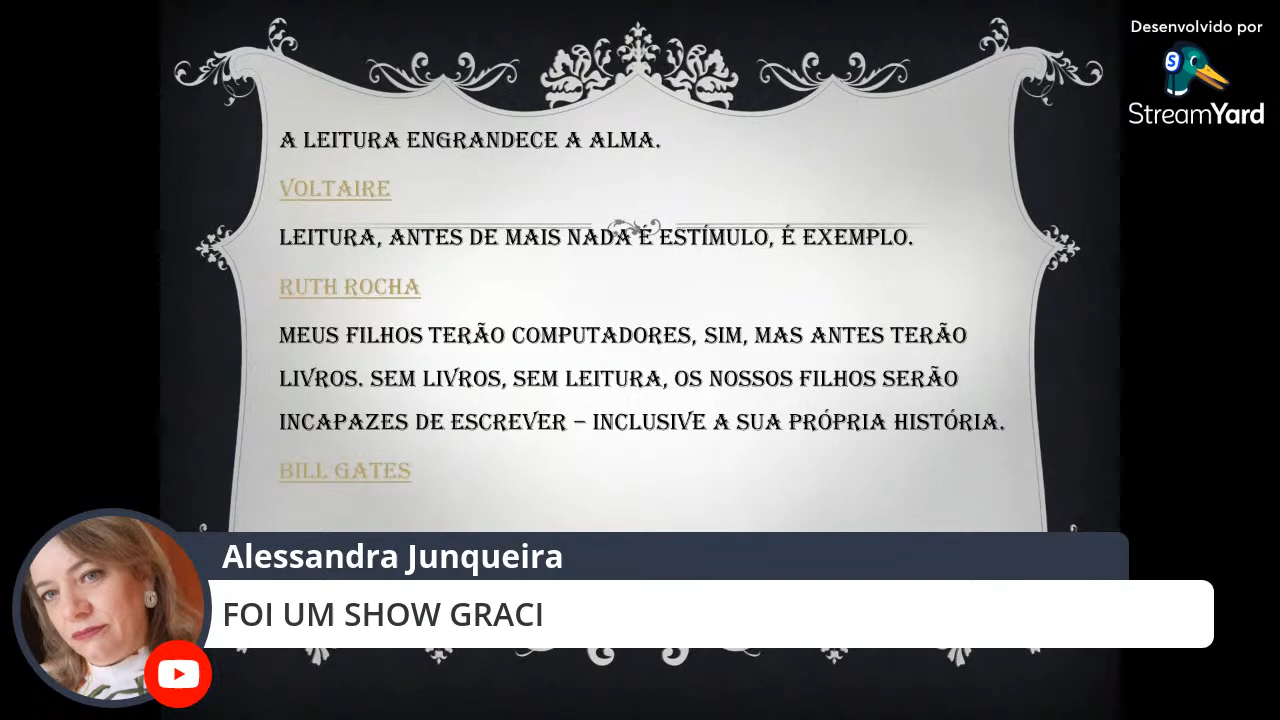 Desenvolvido por
StreamYard
A LEITURA ENGRANDECE A ALMA.
VOLTAIRE
LEITURA, ANTES DE MAIS NADA É ESTÍMULO, É EXEMPLO.
RUTH ROCHA
MEUS FILHOS TERÃO COMPUTADORES, SIM, MAS ANTES TERÃO
LIVROS. SEM LIVROS, SEM LEITURA, OS NOSSOS FILHOS SERÃO
INCAPAZES DE ESCREVER – INCLUSIVE A SUA PRÓPRIA HISTÓRIA.
BILL GATES
Alessandra Junqueira
FOI UM SHOW GRACI